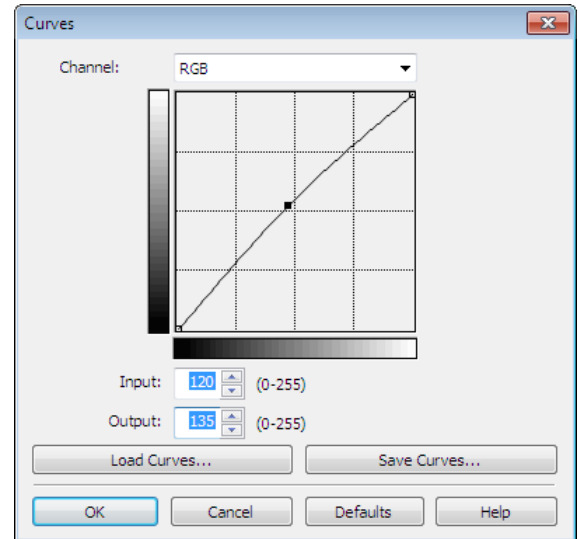 Curves
Channel: RGB
Input: 120 (0-255)
Output: 135 (0-255)
Load Curves... Save Curves...
OK Cancel Defaults Help